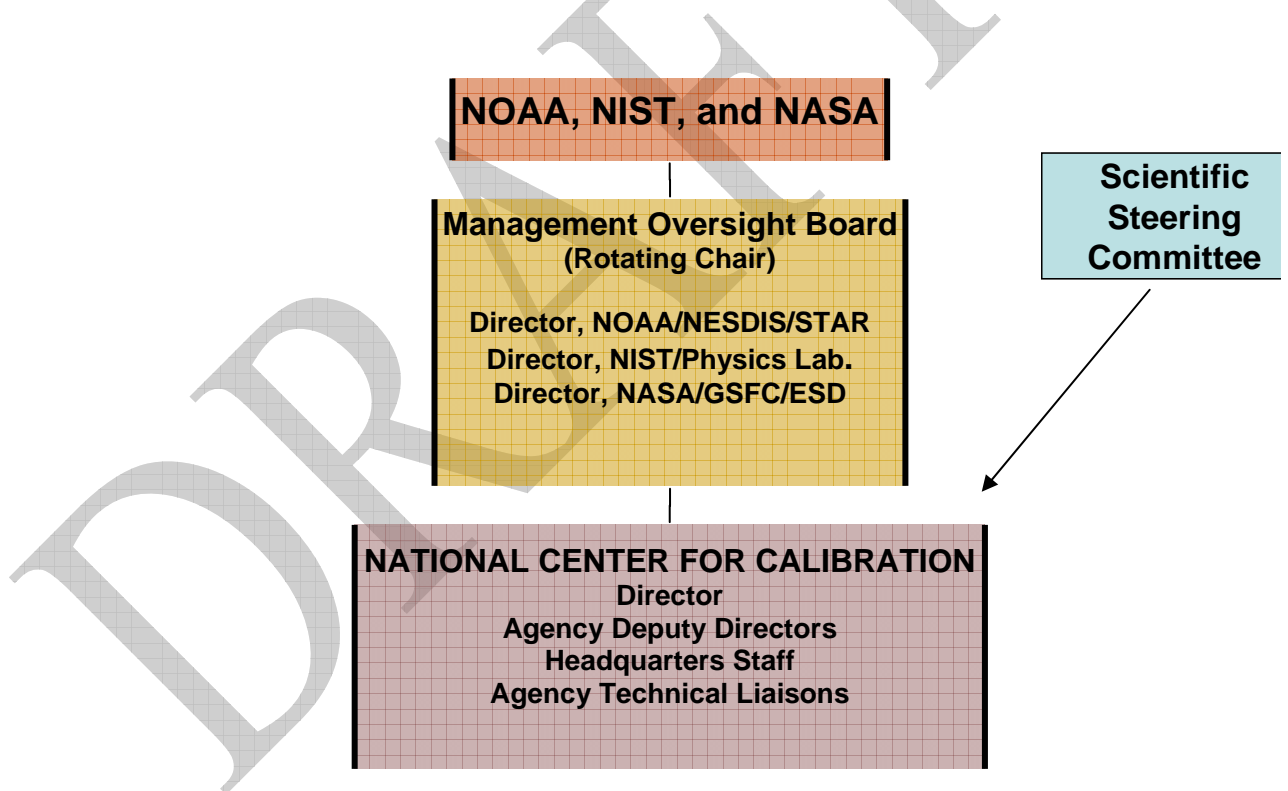 NOAA, NIST, and NASA
Management Oversight Board
(Rotating Chair)
Director, NOAA/NESDIS/STAR
Director, NIST/Physics Lab.
Director, NASA/GSFC/ESD
Scientific
Steering
Committee
NATIONAL CENTER FOR CALIBRATION
Director
Agency Deputy Directors
Headquarters Staff
Agency Technical Liaisons
DRAFT